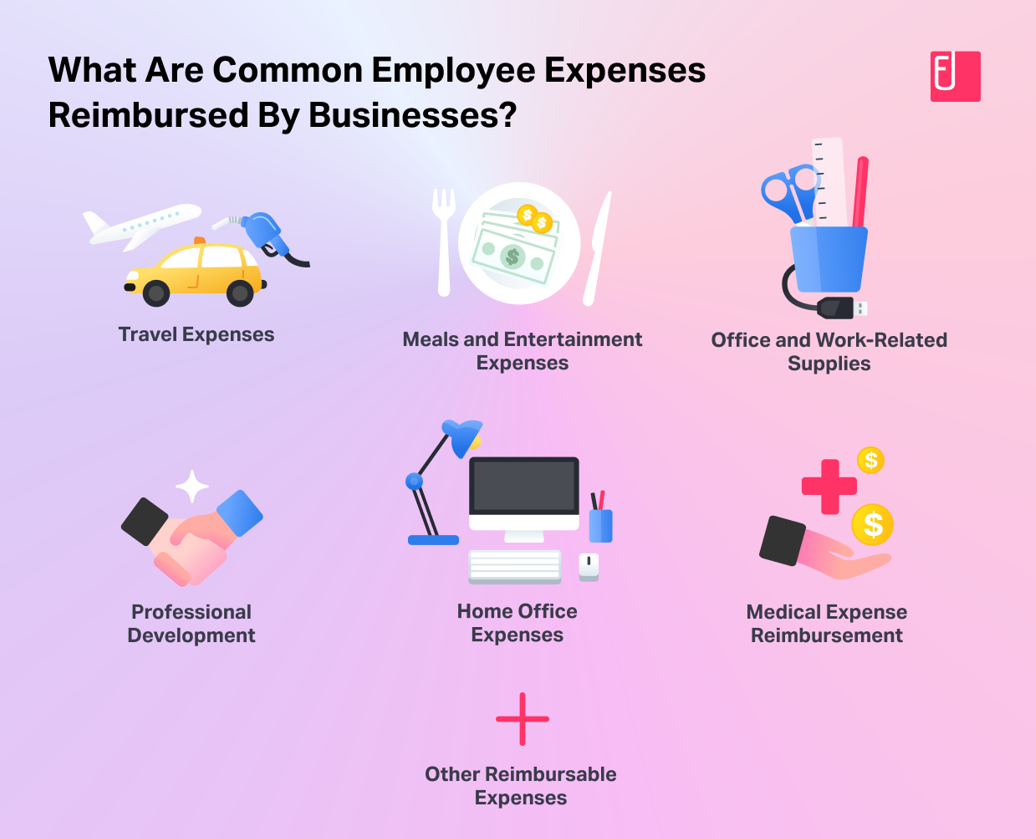 What Are Common Employee Expenses
Reimbursed By Businesses?
FJ
$ $
$
Travel Expenses
Meals and Entertainment
Expenses
Office and Work-Related
Supplies
$
$
Professional
Development
Home Office
Expenses
Medical Expense
Reimbursement
Other Reimbursable
Expenses